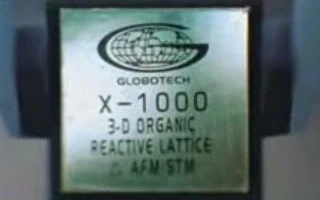 GLOBOTECH
X-1000
3-D ORGANIC
REACTIVE LATTICE
△ AFM STM